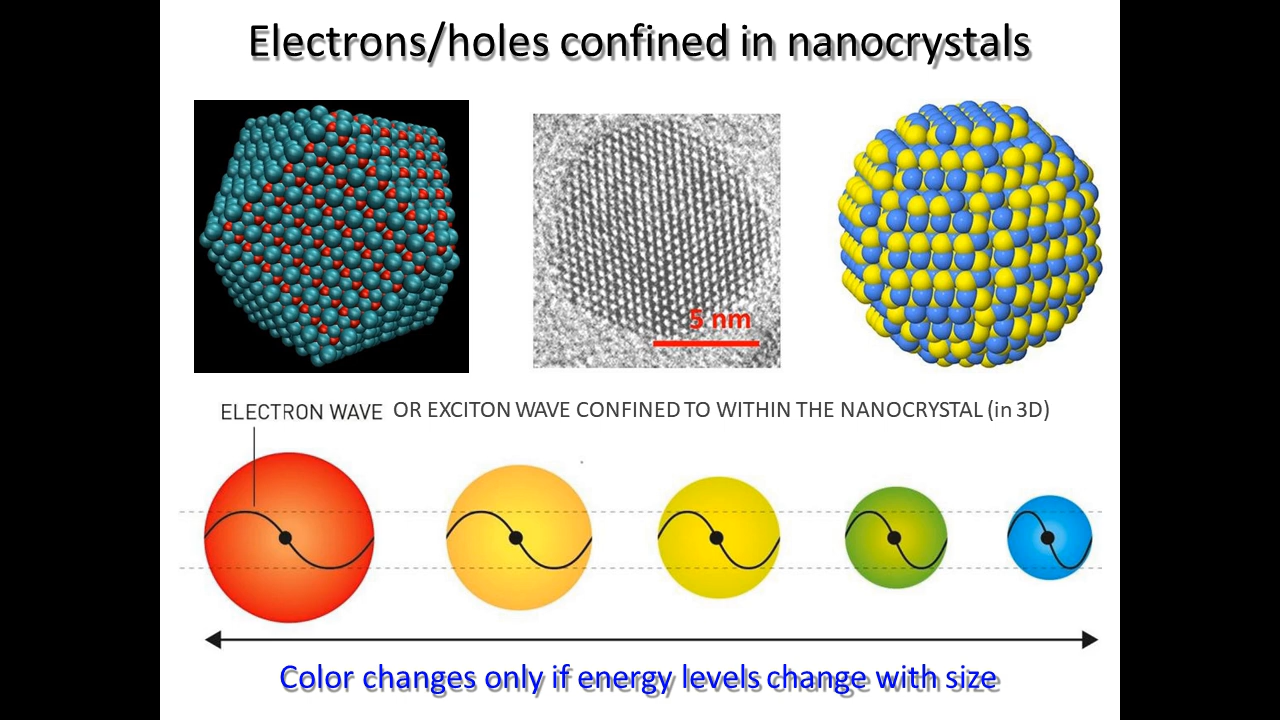 Electrons/holes confined in nanocrystals
5 nm
ELECTRON WAVE OR EXCITON WAVE CONFINED TO WITHIN THE NANOCRYSTAL (in 3D)
Color changes only if energy levels change with size